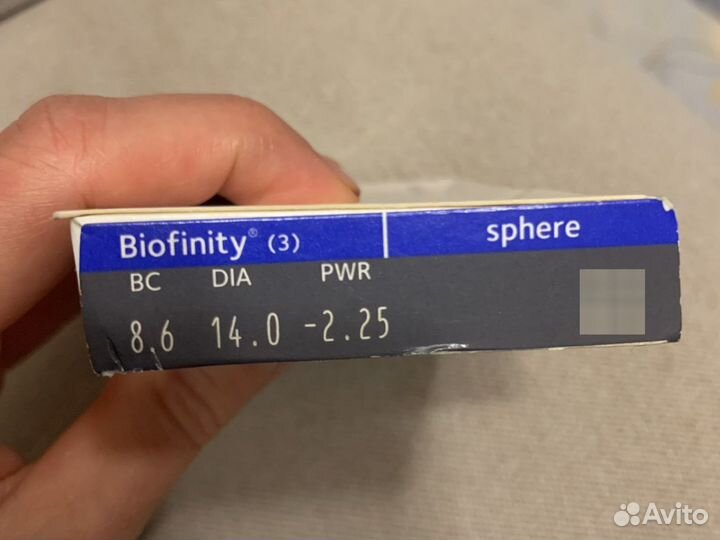 Biofinity® (3) sphere
BC DIA PWR
8.6 14.0 -2.25
Avito